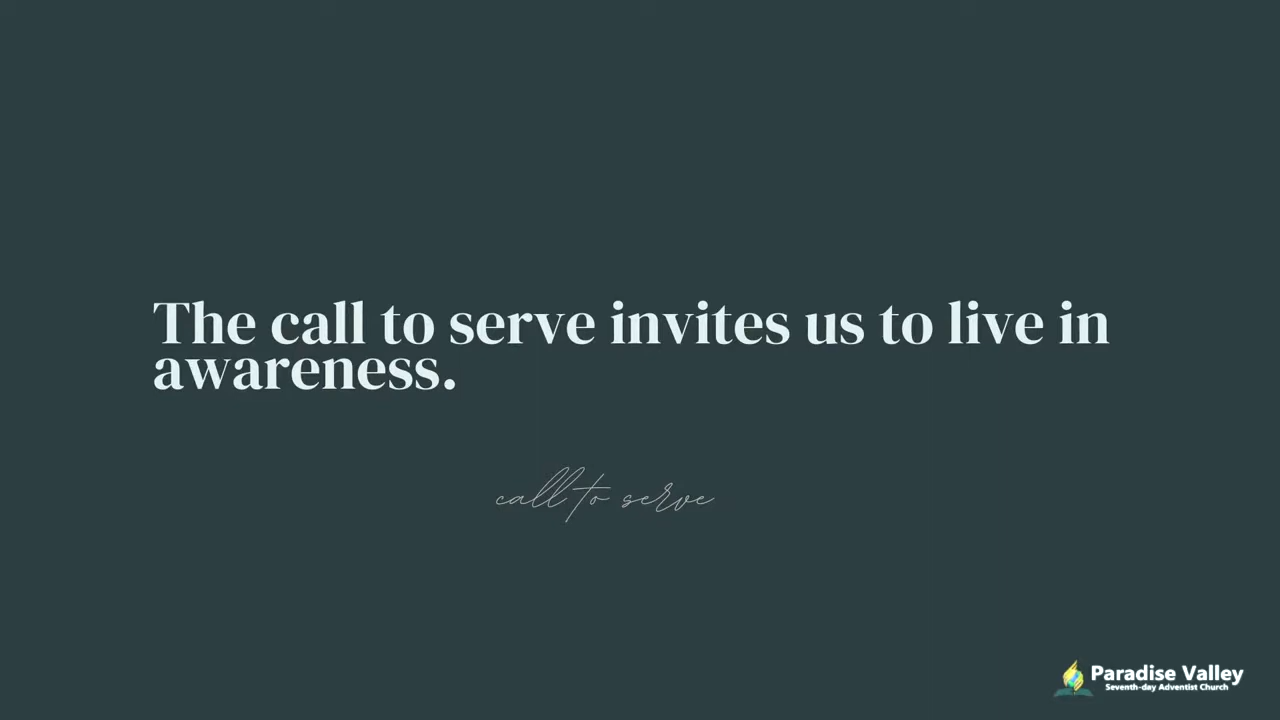 The call to serve invites us to live in
awareness.
call to serve
Paradise Valley
Seventh-day Adventist Church